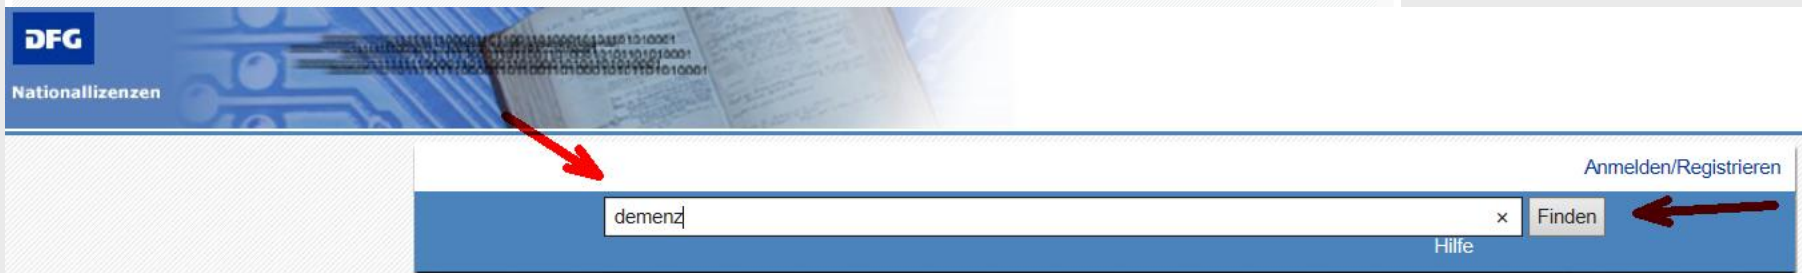 DFG
Nationallizenzen
Anmelden/Registrieren
demenz × Finden
Hilfe